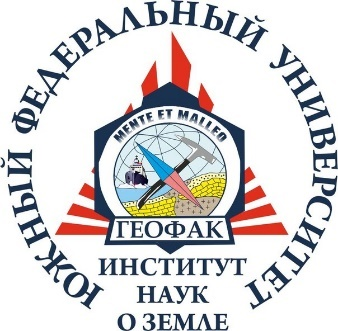 ЮЖНЫЙ ФЕДЕРАЛЬНЫЙ УНИВЕРСИТЕТ
MENTE ET MALLEO
ГЕОФАК
ИНСТИТУТ
НАУК
О ЗЕМЛЕ